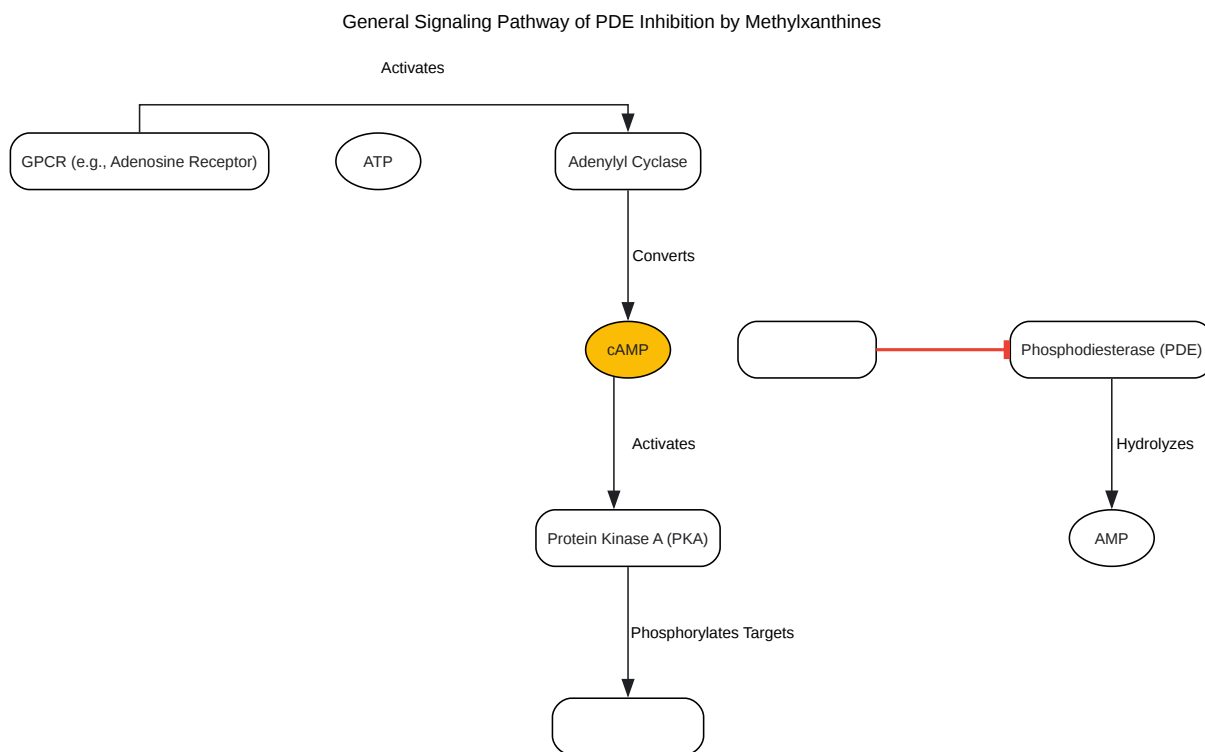 General Signaling Pathway of PDE Inhibition by Methylxanthines
Activates
GPCR (e.g., Adenosine Receptor)
ATP
Adenylyl Cyclase
Converts
cAMP
Phosphodiesterase (PDE)
Activates
Hydrolyzes
Protein Kinase A (PKA)
AMP
Phosphorylates Targets